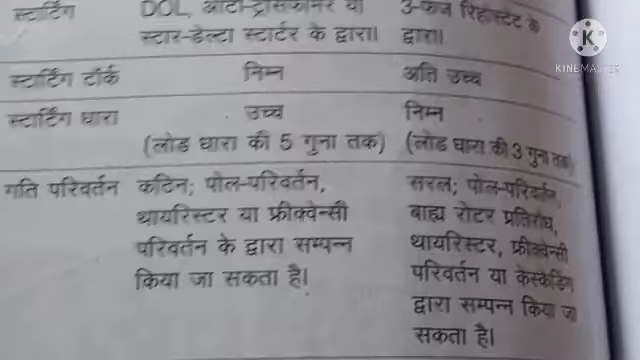 स्टार्टिंग DOL, ऑटो-ट्रांसफॉर्मर या 3-फेज रिहोस्टेट के
स्टार-डेल्टा स्टार्टर के द्वारा। द्वारा।
स्टार्टिंग टॉर्क निम्न अति उच्च
स्टार्टिंग धारा उच्च निम्न
(लोड धारा की 5 गुना तक) (लोड धारा की 3 गुना तक)
गति परिवर्तन कठिन; पोल-परिवर्तन, सरल; पोल-परिवर्तन,
थायरिस्टर या फ्रीक्वेन्सी बाह्य रोटर प्रतिरोध,
परिवर्तन के द्वारा सम्पन्न थायरिस्टर, फ्रीक्वेन्सी
किया जा सकता है। परिवर्तन या केस्केडिंग
द्वारा सम्पन्न किया जा
सकता है।
KINEMASTER